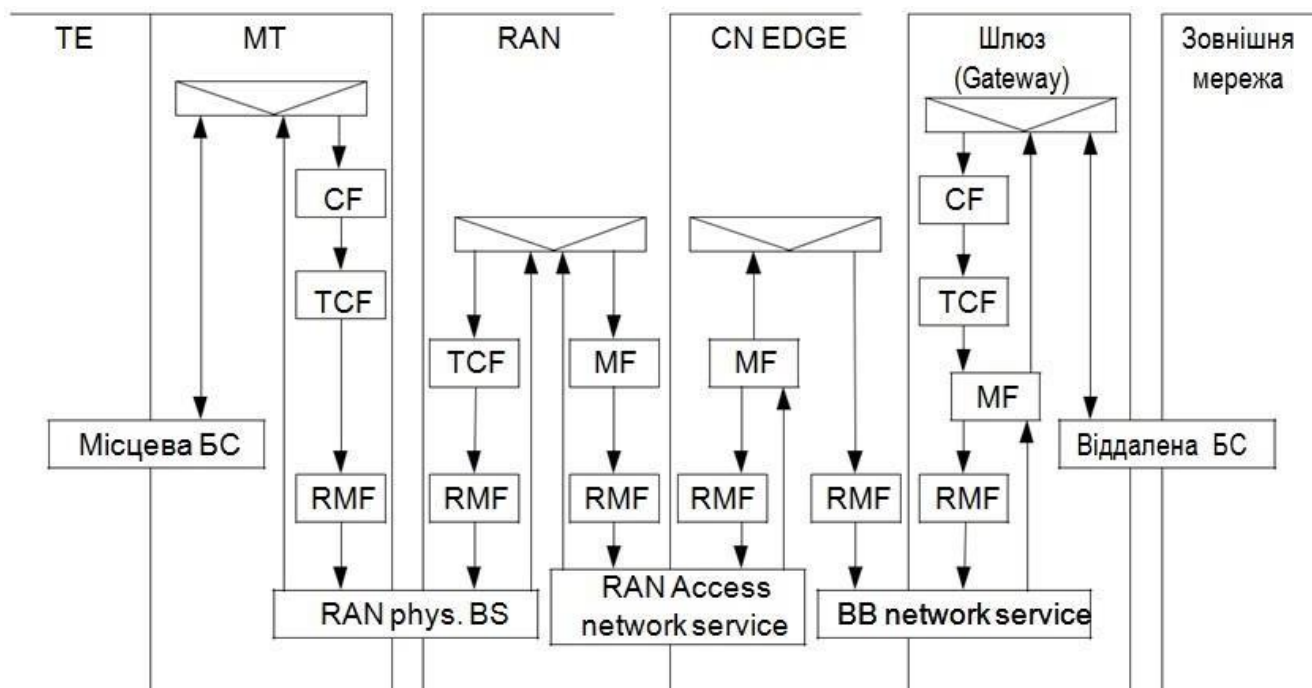 TE
MT
RAN
CN EDGE
Шлюз
(Gateway)
Зовнішня
мережа
CF
CF
TCF
TCF
TCF
MF
MF
MF
Місцева БС
Віддалена БС
RMF
RMF
RMF
RMF
RMF
RMF
RAN phys. BS
RAN Access
network service
BB network service